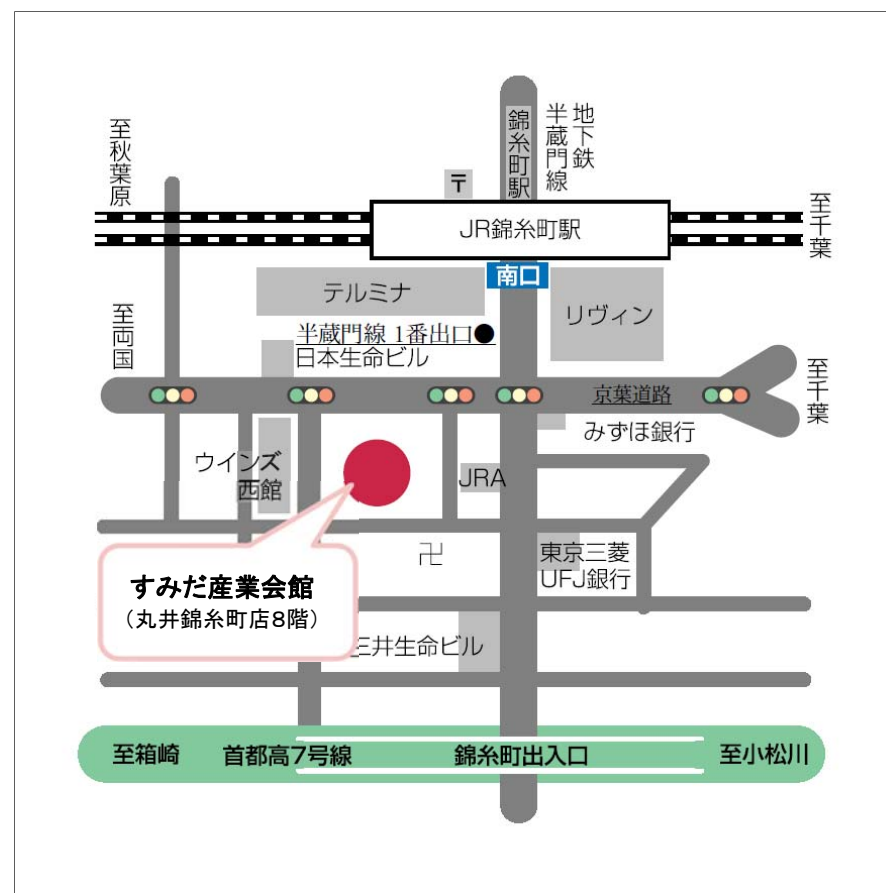 地下鉄
半蔵門線
錦糸町駅
至秋葉原
〒
JR錦糸町駅
至千葉
南口
テルミナ
リヴィン
至両国
半蔵門線 1番出口●
日本生命ビル
京葉道路
至千葉
みずほ銀行
ウインズ
西館
JRA
卍
東京三菱
UFJ銀行
すみだ産業会館
（丸井錦糸町店8階）
三井生命ビル
至箱崎
首都高7号線
錦糸町出入口
至小松川